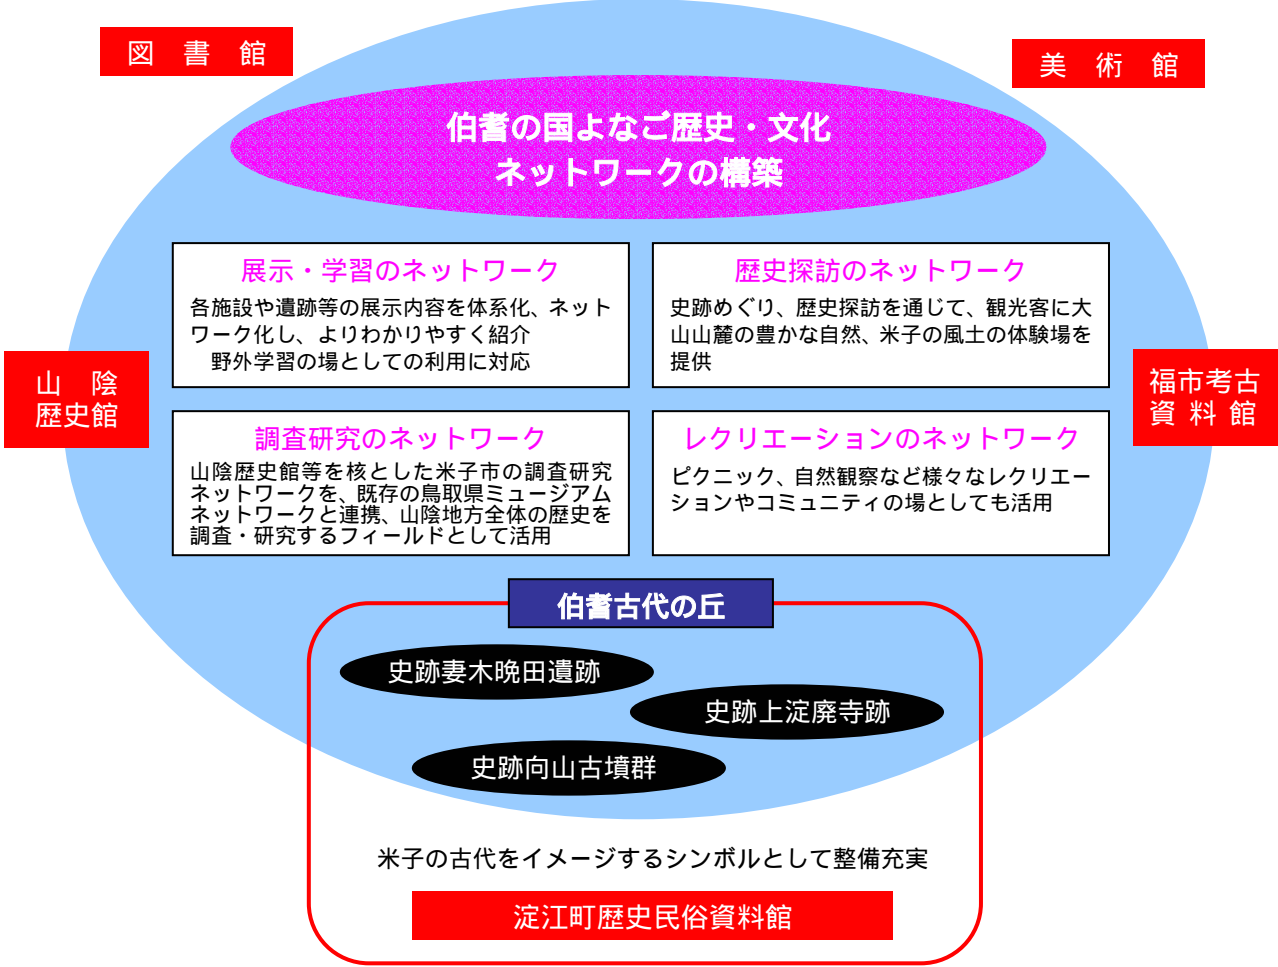 図　書　館
美　術　館
伯耆の国よなご歴史・文化
ネットワークの構築
展示・学習のネットワーク
各施設や遺跡等の展示内容を体系化、ネット
ワーク化し、よりわかりやすく紹介
　野外学習の場としての利用に対応
歴史探訪のネットワーク
史跡めぐり、歴史探訪を通じて、観光客に大
山山麓の豊かな自然、米子の風土の体験場を
提供
山　陰
歴史館
福市考古
資 料 館
調査研究のネットワーク
山陰歴史館等を核とした米子市の調査研究
ネットワークを、既存の鳥取県ミュージアム
ネットワークと連携、山陰地方全体の歴史を
調査・研究するフィールドとして活用
レクリエーションのネットワーク
ピクニック、自然観察など様々なレクリエー
ションやコミュニティの場としても活用
伯耆古代の丘
史跡妻木晩田遺跡
史跡上淀廃寺跡
史跡向山古墳群
米子の古代をイメージするシンボルとして整備充実
淀江町歴史民俗資料館